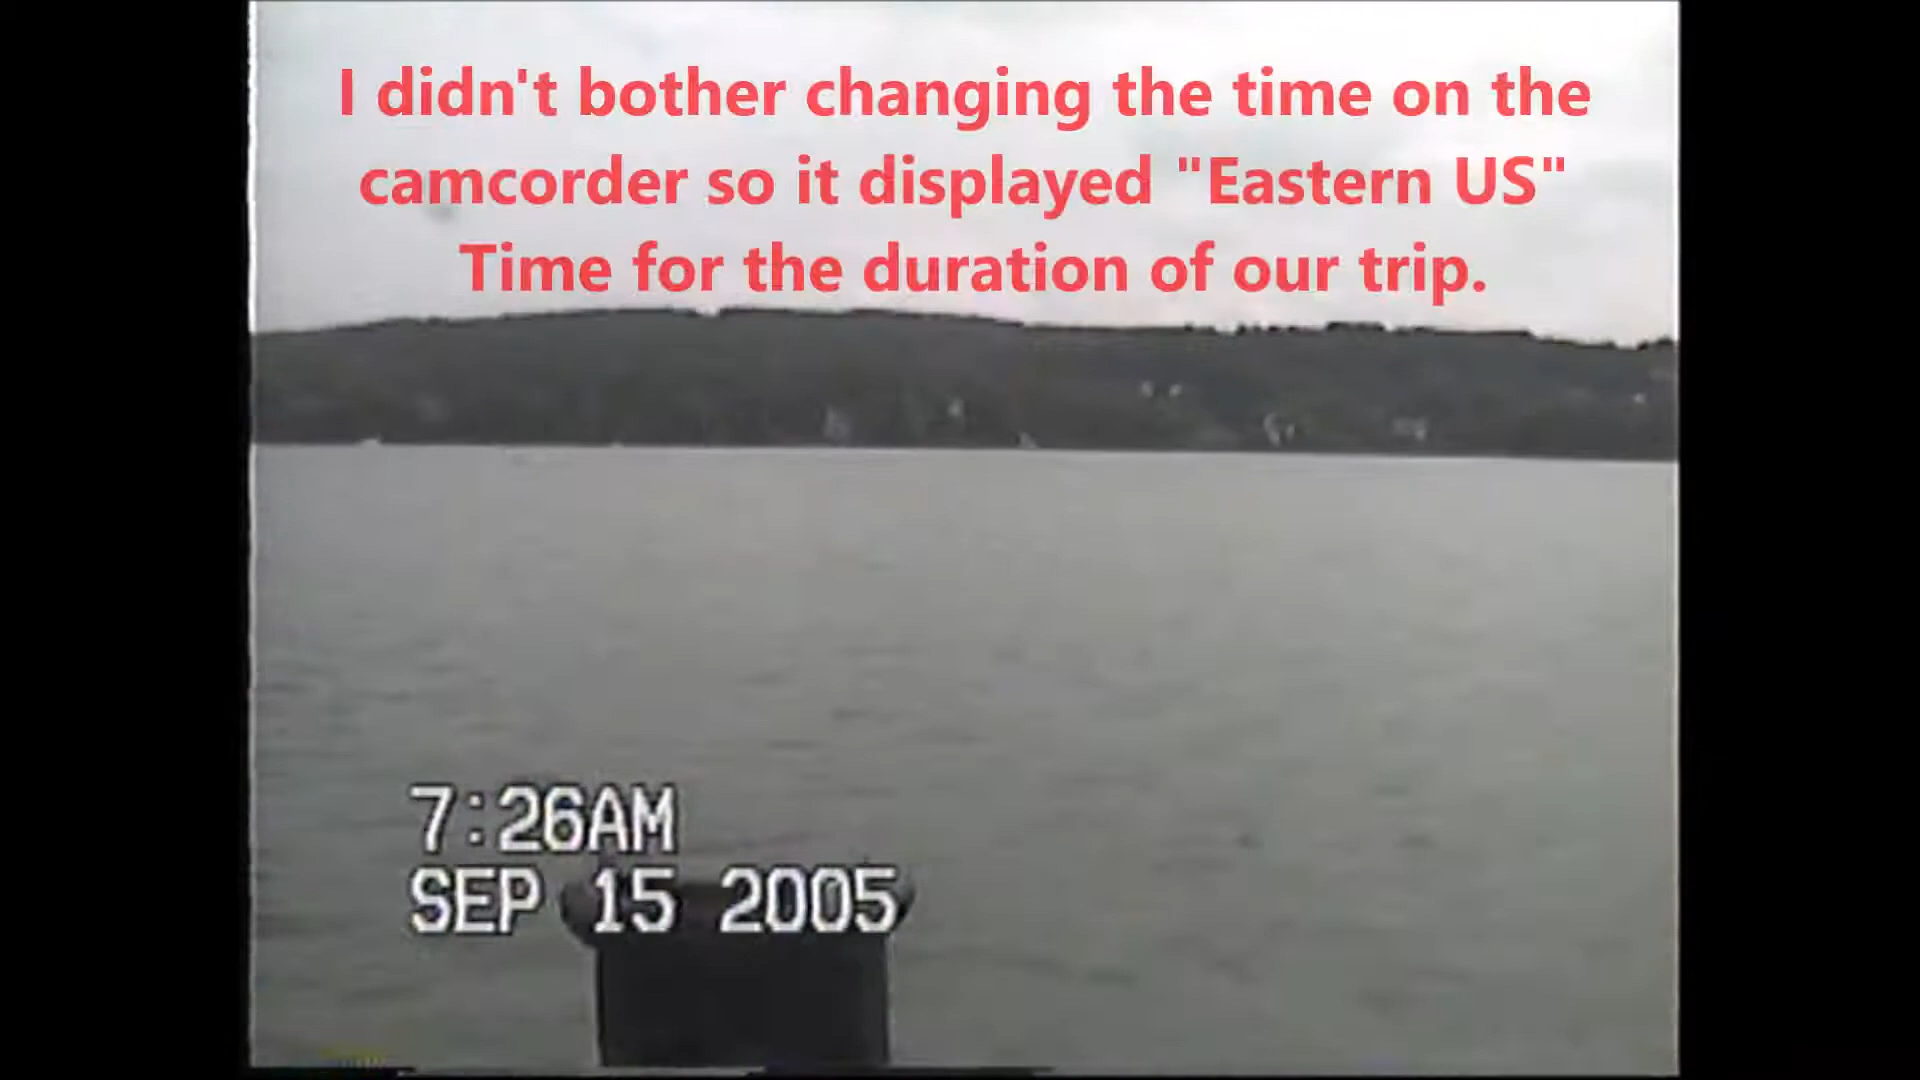 I didn't bother changing the time on the
camcorder so it displayed "Eastern US"
Time for the duration of our trip.
7:26AM
SEP 15 2005